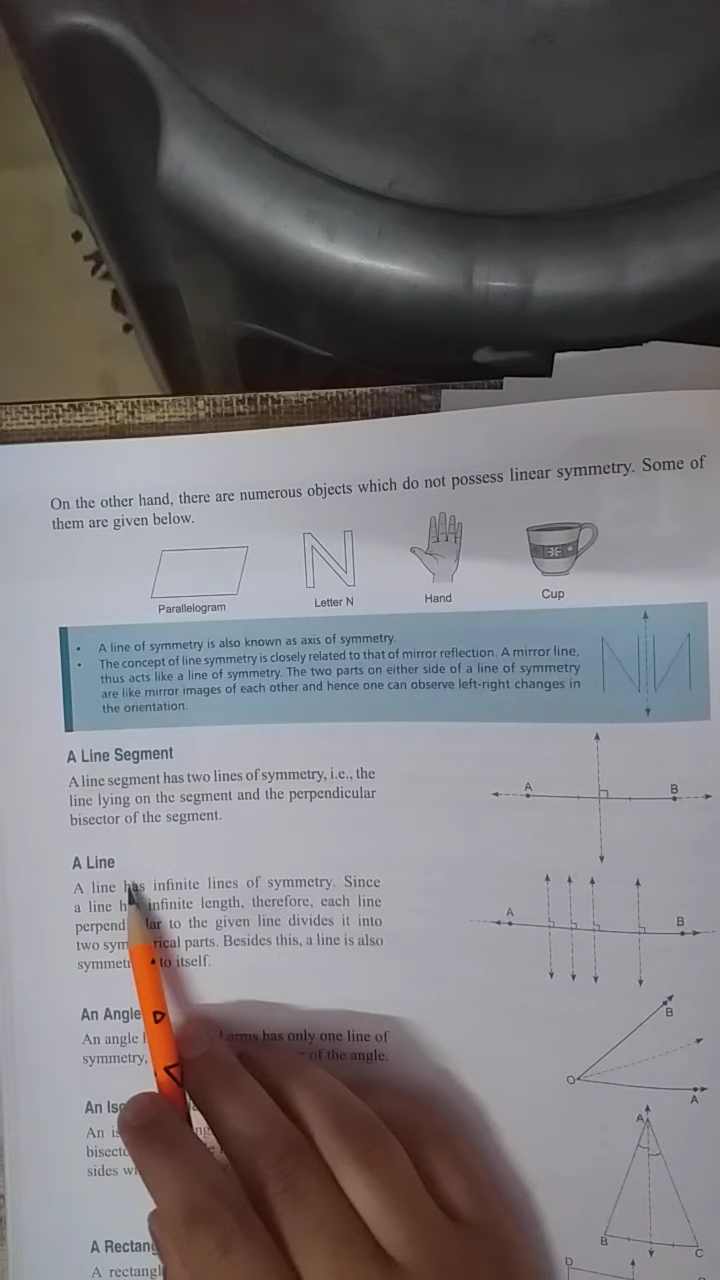 On the other hand, there are numerous objects which do not possess linear symmetry. Some of
them are given below.
Parallelogram
N
Letter N
Hand
Cup
• A line of symmetry is also known as axis of symmetry.
• The concept of line symmetry is closely related to that of mirror reflection. A mirror line,
thus acts like a line of symmetry. The two parts on either side of a line of symmetry
are like mirror images of each other and hence one can observe left-right changes in
the orientation.
A Line Segment
A line segment has two lines of symmetry, i.e., the
line lying on the segment and the perpendicular
bisector of the segment.
A B
A Line
A line has infinite lines of symmetry. Since
a line infinite length, therefore, each line
perpend lar to the given line divides it into
two sym rical parts. Besides this, a line is also
symmet to itself.
A B
An Angle
An angle arms has only one line of
symmetry, of the angle.
B
O
A
An Iso
An is
bisecto
sides wi
A
B C
A Rectang
A rectangl
D